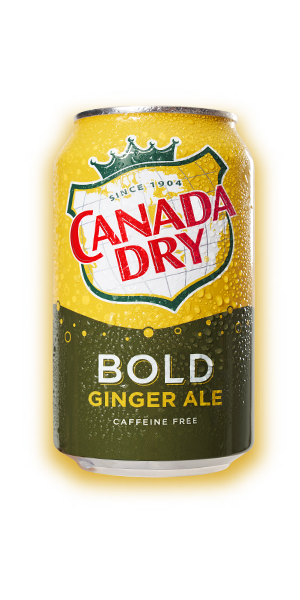 SINCE 1904
CANADA
DRY
BOLD
GINGER ALE
CAFFEINE FREE